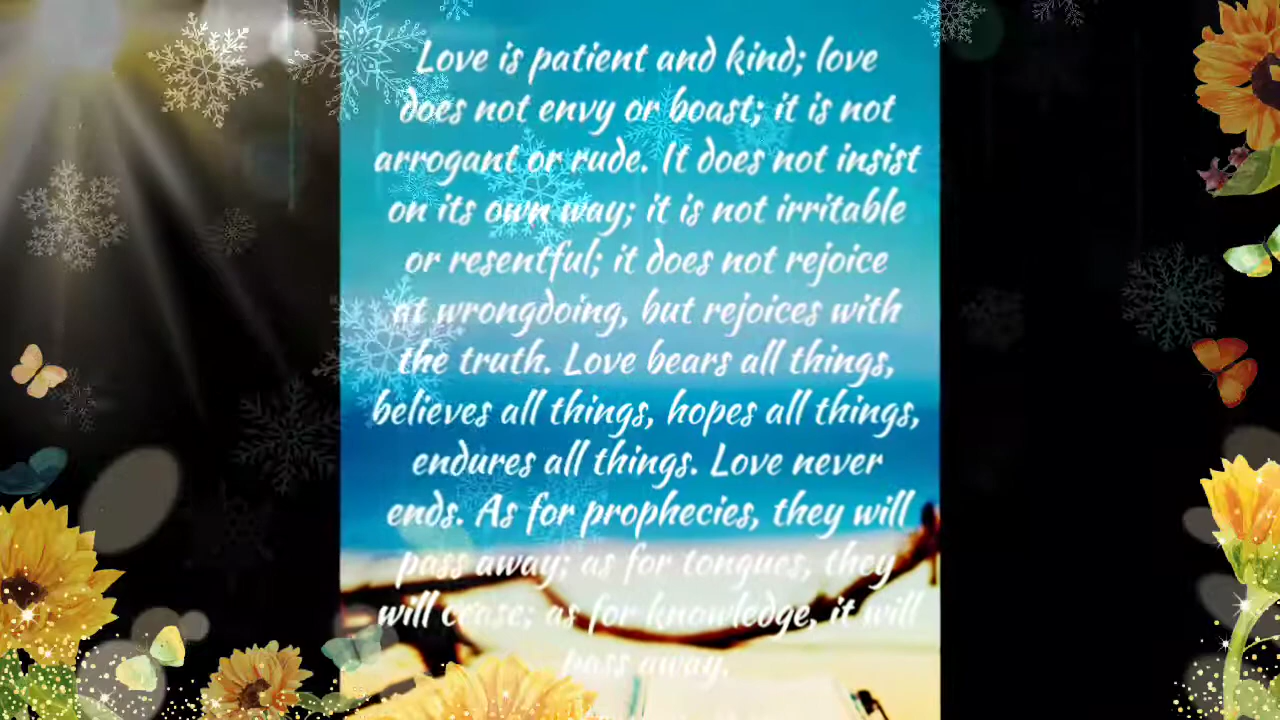 Love is patient and kind; love
does not envy or boast; it is not
arrogant or rude. It does not insist
on its own way; it is not irritable
or resentful; it does not rejoice
at wrongdoing, but rejoices with
the truth. Love bears all things,
believes all things, hopes all things,
endures all things. Love never
ends. As for prophecies, they will
pass away; as for tongues, they
will cease; as for knowledge, it will
pass away.